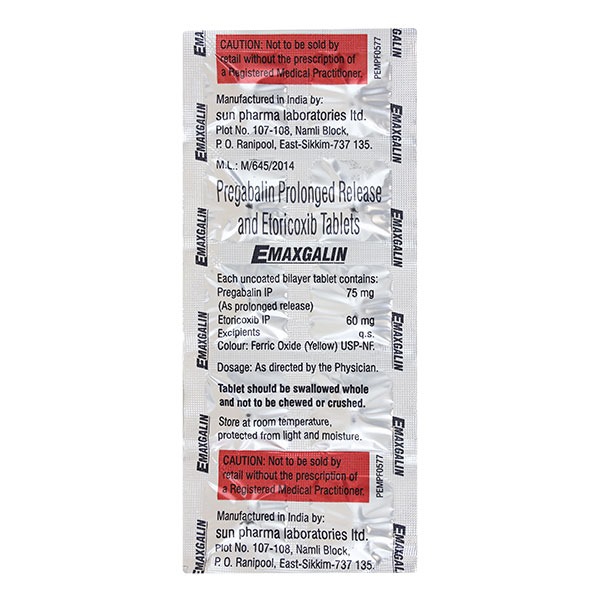 CAUTION: Not to be sold by
retail without the prescription of
a Registered Medical Practitioner.
PEMPF0577
Manufactured in India by:
sun pharma laboratories ltd.
Plot No. 107-108, Namli Block,
P. O. Ranipool, East-Sikkim-737 135.
M.L.: M/645/2014
Pregabalin Prolonged Release
and Etoricoxib Tablets
EMAXGALIN
Each uncoated bilayer tablet contains:
Pregabalin IP 75 mg
(As prolonged release)
Etoricoxib IP 60 mg
Excipients q.s.
Colour: Ferric Oxide (Yellow) USP-NF.
Dosage: As directed by the Physician.
Tablet should be swallowed whole
and not to be chewed or crushed.
Store at room temperature,
protected from light and moisture.
CAUTION: Not to be sold by
retail without the prescription of
a Registered Medical Practitioner.
PEMPF0577
Manufactured in India by:
sun pharma laboratories ltd.
Plot No. 107-108, Namli Block,
P. O. Ranipool, East-Sikkim-737 135.
EMAXGALIN
EMAXGALIN
EMAXGALIN
EMAXGALIN
EMAXGALIN
EMAXGALIN
EMAXGALIN
EMAXGALIN
EMAXGALIN